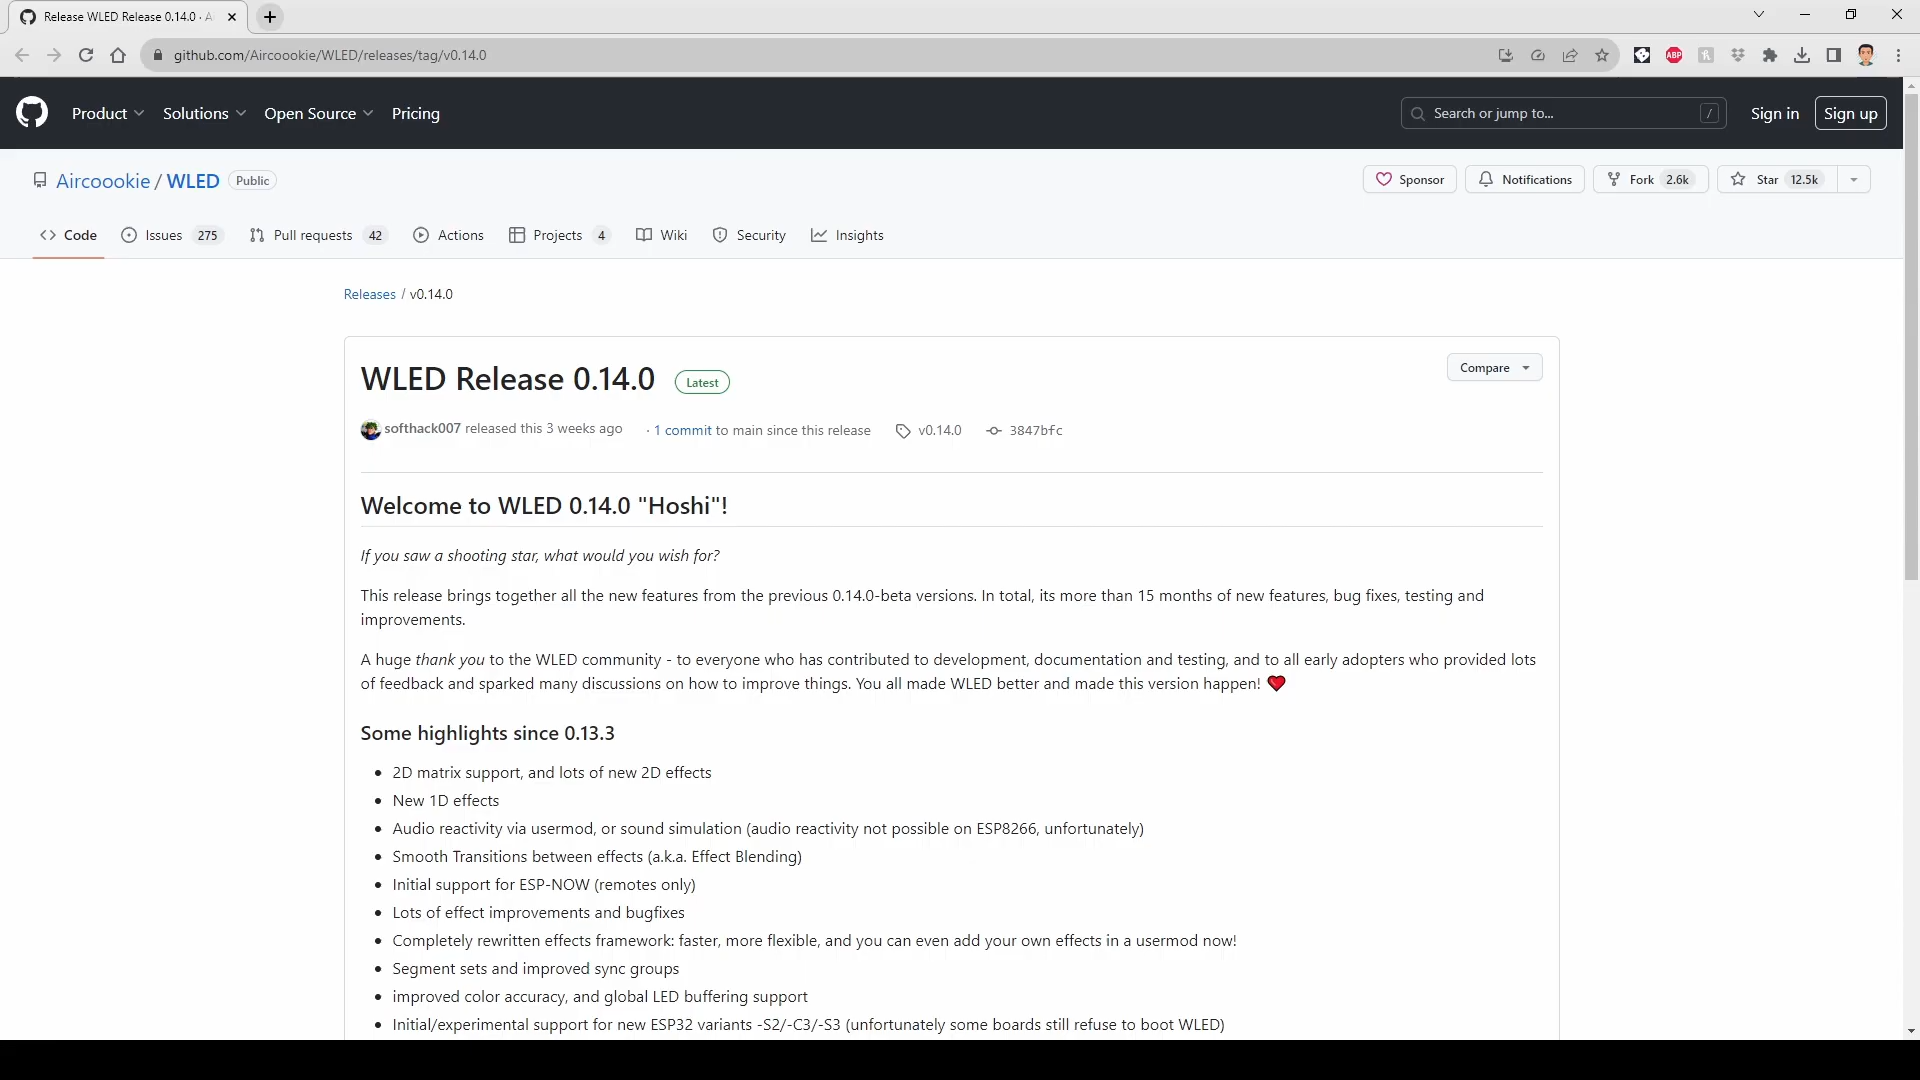 Release WLED Release 0.14.0 · A
github.com/Aircoookie/WLED/releases/tag/v0.14.0
ABP
Product
Solutions
Open Source
Pricing
Search or jump to...
/
Sign in
Sign up
Aircoookie / WLED
Public
Sponsor
Notifications
Fork 2.6k
Star 12.5k
Code
Issues 275
Pull requests 42
Actions
Projects 4
Wiki
Security
Insights
Releases / v0.14.0
WLED Release 0.14.0
Latest
Compare
softhack007 released this 3 weeks ago
· 1 commit to main since this release
v0.14.0
3847bfc
Welcome to WLED 0.14.0 "Hoshi"!
If you saw a shooting star, what would you wish for?
This release brings together all the new features from the previous 0.14.0-beta versions. In total, its more than 15 months of new features, bug fixes, testing and
improvements.
A huge thank you to the WLED community - to everyone who has contributed to development, documentation and testing, and to all early adopters who provided lots
of feedback and sparked many discussions on how to improve things. You all made WLED better and made this version happen! ❤️
Some highlights since 0.13.3
• 2D matrix support, and lots of new 2D effects
• New 1D effects
• Audio reactivity via usermod, or sound simulation (audio reactivity not possible on ESP8266, unfortunately)
• Smooth Transitions between effects (a.k.a. Effect Blending)
• Initial support for ESP-NOW (remotes only)
• Lots of effect improvements and bugfixes
• Completely rewritten effects framework: faster, more flexible, and you can even add your own effects in a usermod now!
• Segment sets and improved sync groups
• improved color accuracy, and global LED buffering support
• Initial/experimental support for new ESP32 variants -S2/-C3/-S3 (unfortunately some boards still refuse to boot WLED)